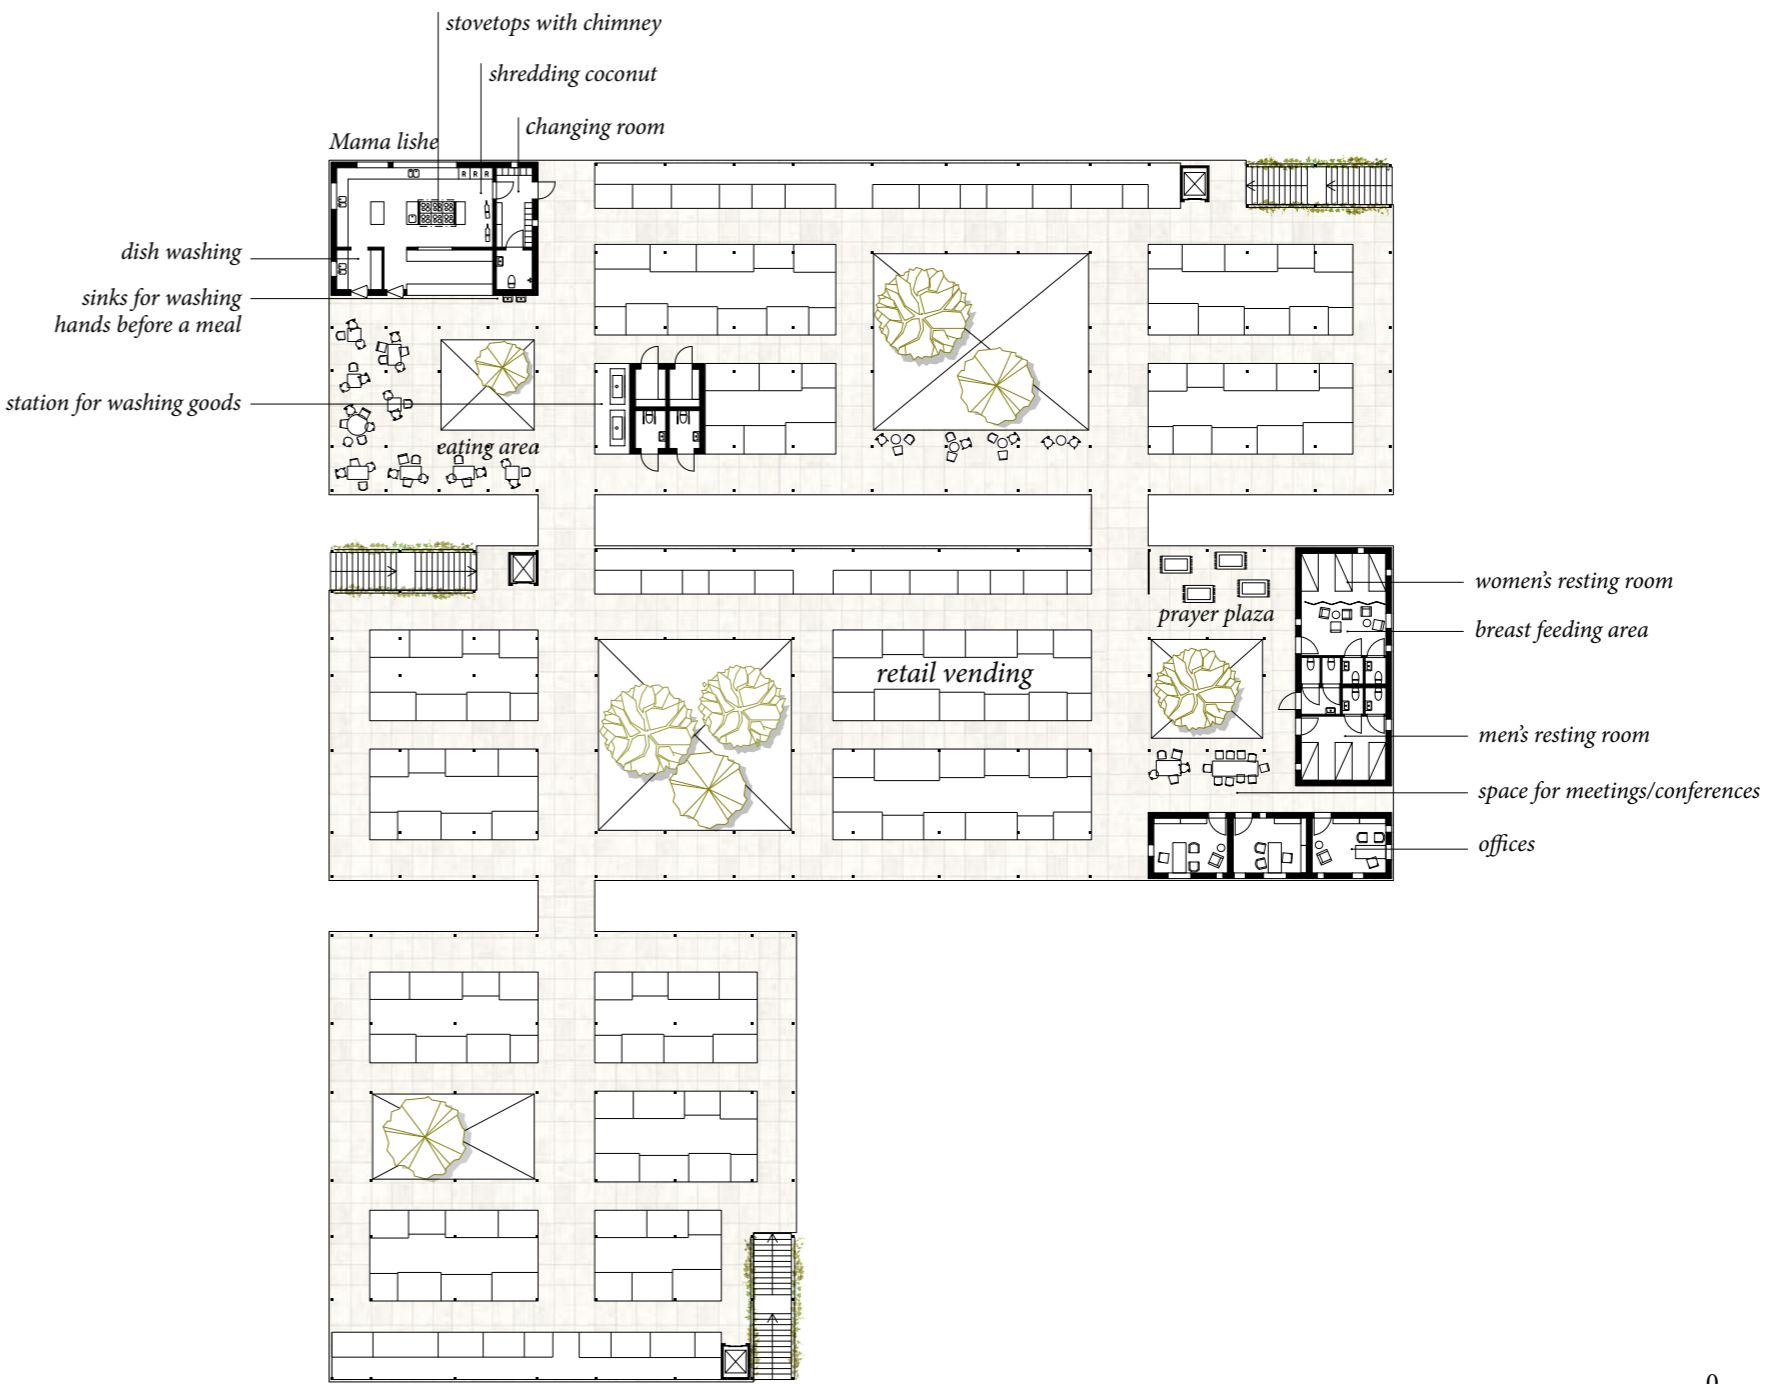 stovetops with chimney
shredding coconut
changing room
Mama lishe
R R R
dish washing
sinks for washing
hands before a meal
station for washing goods
eating area
women's resting room
breast feeding area
prayer plaza
retail vending
men's resting room
space for meetings/conferences
offices
0